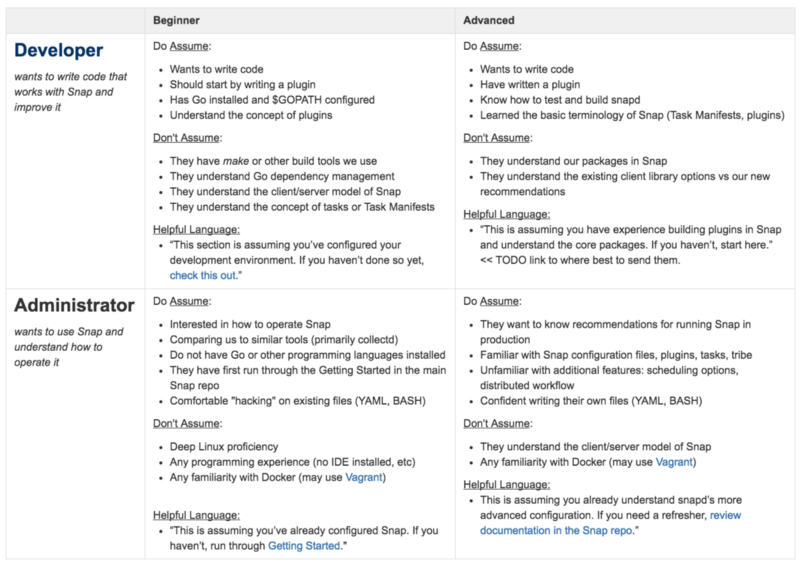 Beginner
Advanced
Developer
wants to write code that
works with Snap and
improve it
Do Assume:
• Wants to write code
• Should start by writing a plugin
• Has Go installed and $GOPATH configured
• Understand the concept of plugins
Don't Assume:
• They have make or other build tools we use
• They understand Go dependency management
• They understand the client/server model of Snap
• They understand the concept of tasks or Task Manifests
Helpful Language:
• “This section is assuming you’ve configured your
development environment. If you haven’t done so yet,
check this out.”
Do Assume:
• Wants to write code
• Have written a plugin
• Know how to test and build snapd
• Learned the basic terminology of Snap (Task Manifests, plugins)
Don't Assume:
• They understand our packages in Snap
• They understand the existing client library options vs our new
recommendations
Helpful Language:
• “This is assuming you have experience building plugins in Snap
and understand the core packages. If you haven’t, start here.”
<< TODO link to where best to send them.
Administrator
wants to use Snap and
understand how to
operate it
Do Assume:
• Interested in how to operate Snap
• Comparing us to similar tools (primarily collectd)
• Do not have Go or other programming languages installed
• They have first run through the Getting Started in the main
Snap repo
• Comfortable "hacking" on existing files (YAML, BASH)
Don't Assume:
• Deep Linux proficiency
• Any programming experience (no IDE installed, etc)
• Any familiarity with Docker (may use Vagrant)
Helpful Language:
• “This is assuming you’ve already configured Snap. If you
haven’t, run through Getting Started.”
Do Assume:
• They want to know recommendations for running Snap in
production
• Familiar with Snap configuration files, plugins, tasks, tribe
• Unfamiliar with additional features: scheduling options,
distributed workflow
• Confident writing their own files (YAML, BASH)
Don't Assume:
• They understand the client/server model of Snap
• Any familiarity with Docker (may use Vagrant)
Helpful Language:
• This is assuming you already understand snapd’s more
advanced configuration. If you need a refresher, review
documentation in the Snap repo.”